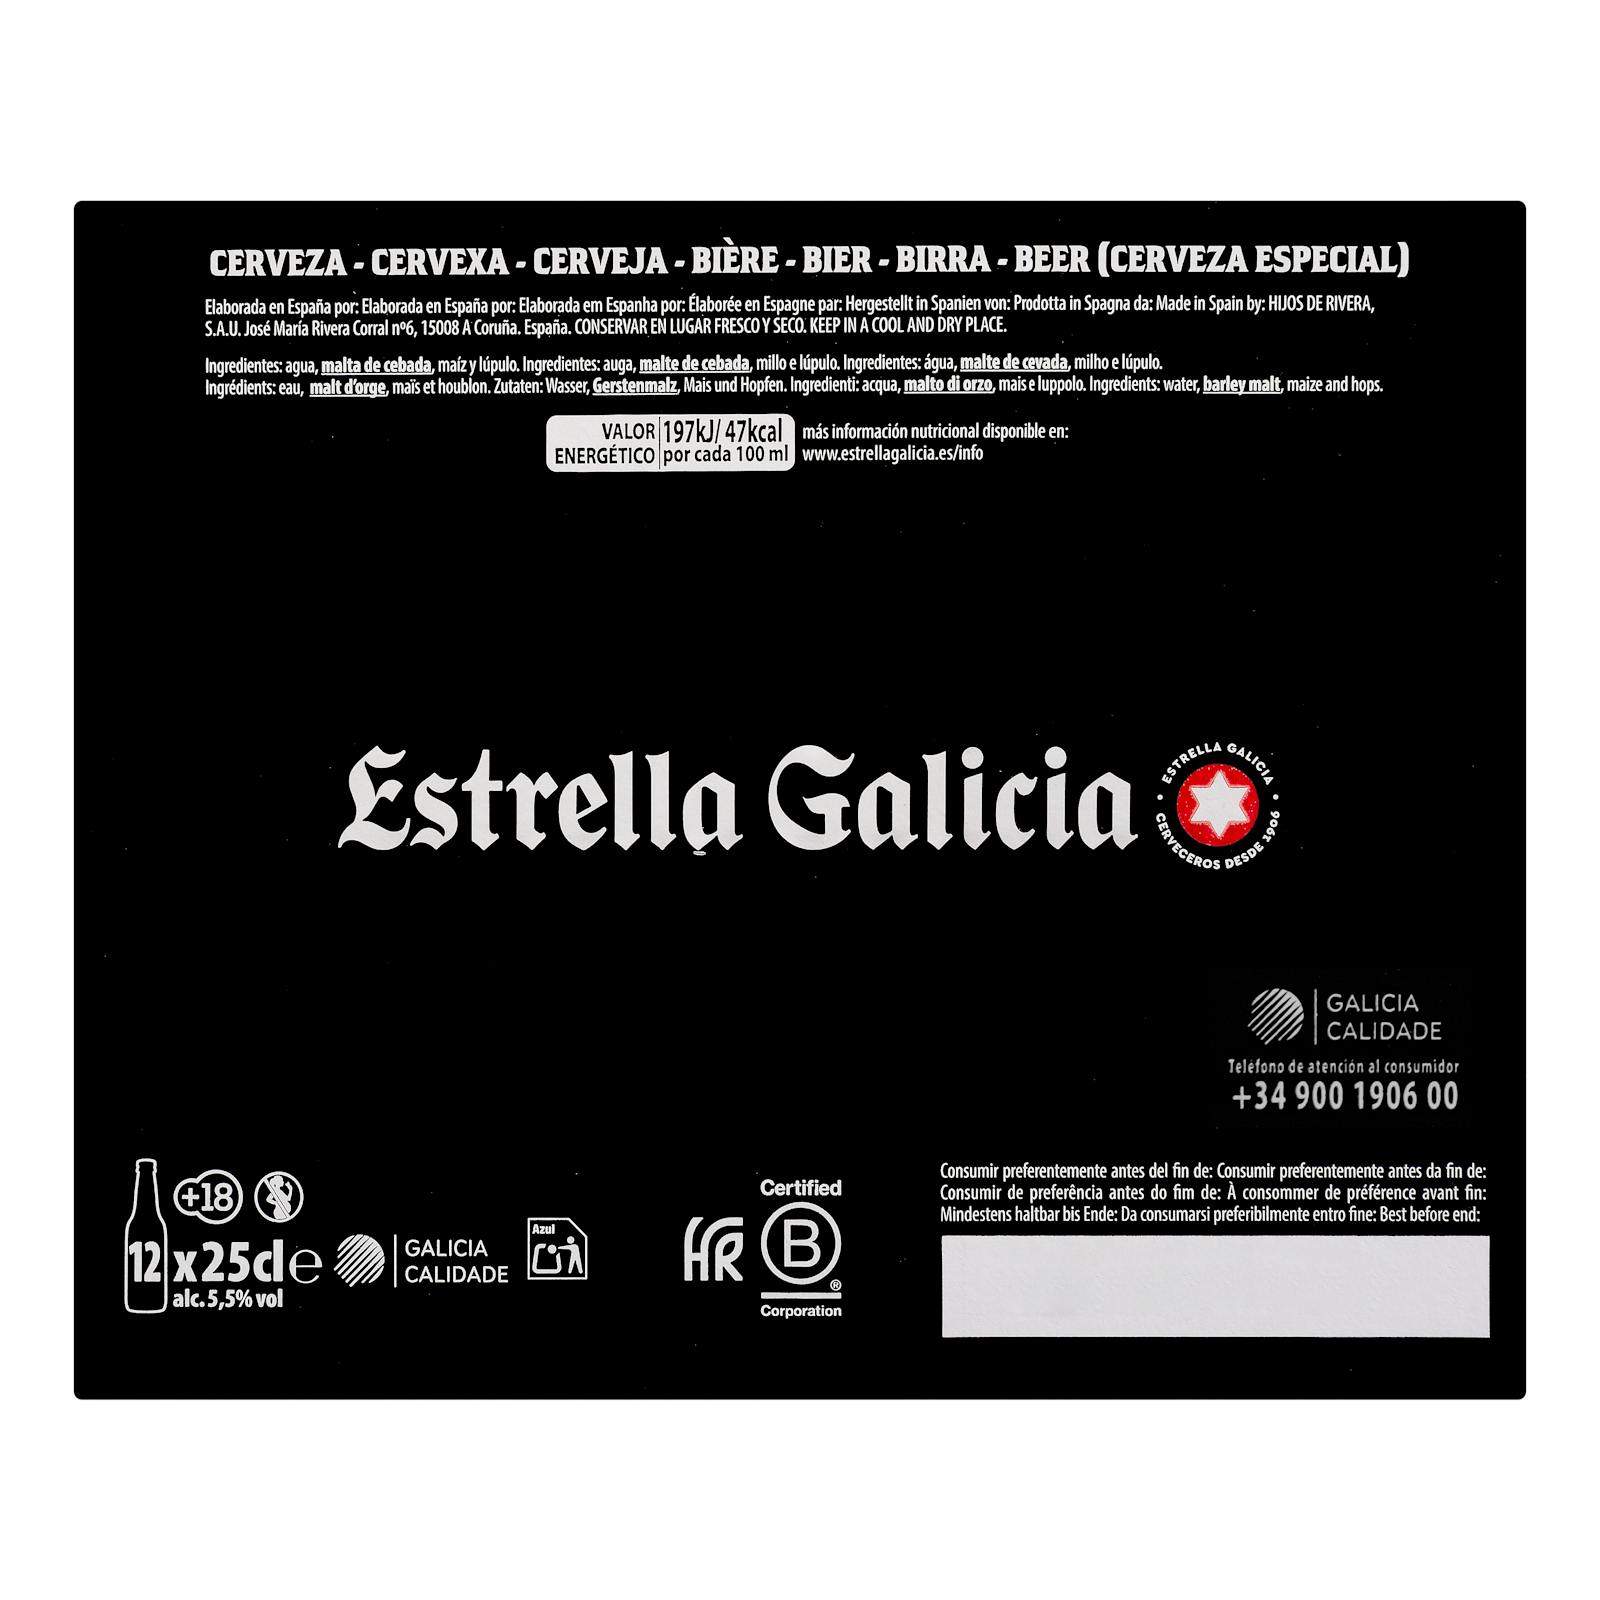 CERVEZA - CERVEXA - CERVEJA - BIÈRE - BIER - BIRRA - BEER (CERVEZA ESPECIAL)
Elaborada en España por: Elaborada en España por: Elaborada em Espanha por: Élaborée en Espagne par: Hergestellt in Spanien von: Prodotta in Spagna da: Made in Spain by: HIJOS DE RIVERA,
S.A.U. José María Rivera Corral nº6, 15008 A Coruña. España. CONSERVAR EN LUGAR FRESCO Y SECO. KEEP IN A COOL AND DRY PLACE.
Ingredientes: agua, malta de cebada, maíz y lúpulo. Ingredientes: auga, malte de cebada, millo e lúpulo. Ingredientes: água, malte de cevada, milho e lúpulo.
Ingrédients: eau, malt d'orge, maïs et houblon. Zutaten: Wasser, Gerstenmalz, Mais und Hopfen. Ingredienti: acqua, malto di orzo, mais e luppolo. Ingredients: water, barley malt, maize and hops.
VALOR ENERGÉTICO
197kJ/ 47kcal
por cada 100 ml
más información nutricional disponible en:
www.estrellagalicia.es/info
Estrella Galicia
ESTRELLA GALICIA
• CERVECEROS DESDE 1906 •
GALICIA
CALIDADE
Teléfono de atención al consumidor
+34 900 1906 00
+18
12 x 25cl e
alc. 5,5% vol
GALICIA
CALIDADE
Azul
HR
Certified
B
®
Corporation
Consumir preferentemente antes del fin de: Consumir preferentemente antes da fin de:
Consumir de preferência antes do fim de: À consommer de préférence avant fin:
Mindestens haltbar bis Ende: Da consumarsi preferibilmente entro fine: Best before end: